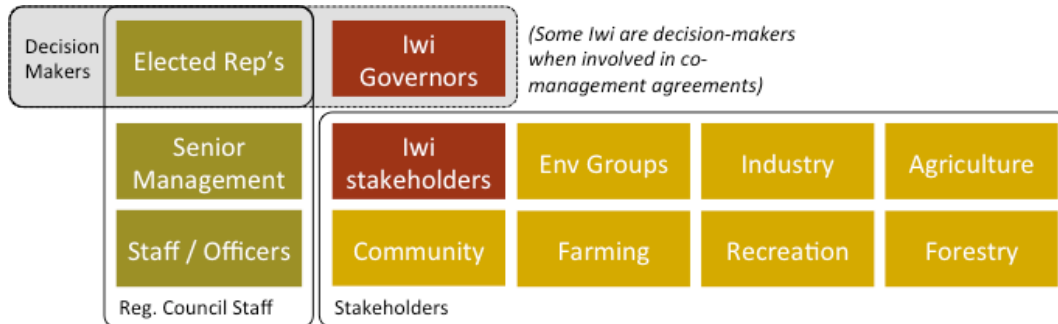 Decision
Makers
Elected Rep's
Iwi
Governors
(Some Iwi are decision-makers
when involved in co-
management agreements)
Senior
Management
Iwi
stakeholders
Env Groups
Industry
Agriculture
Staff / Officers
Community
Farming
Recreation
Forestry
Reg. Council Staff
Stakeholders